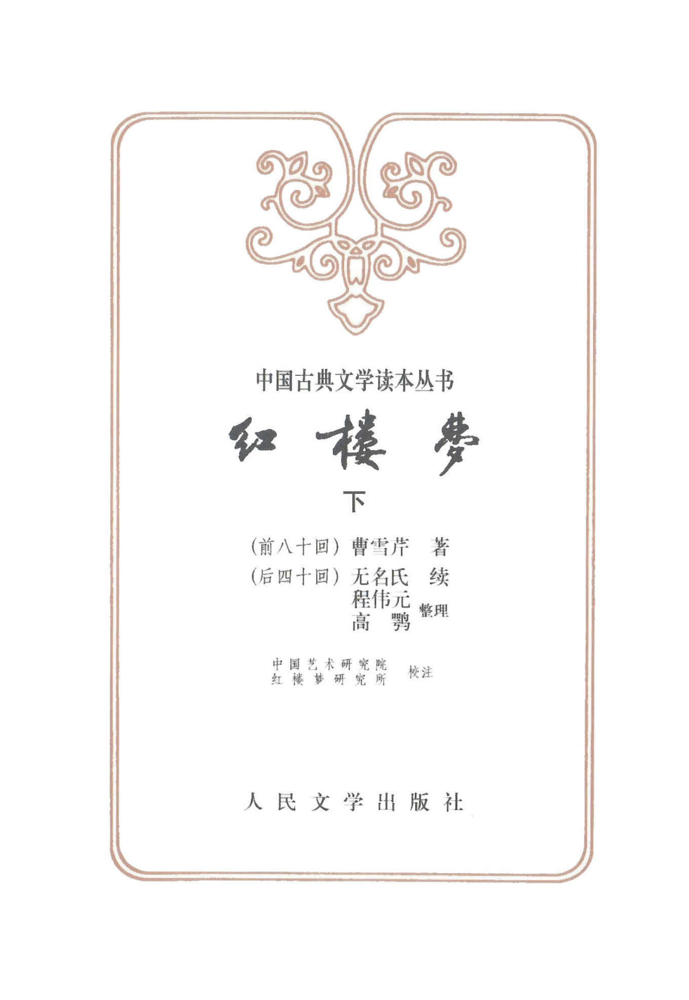 中国古典文学读本丛书
红楼梦
下
(前八十回) 曹雪芹 著
(后四十回) 无名氏 续
程伟元
高 鹗 整理
中国艺术研究院
红楼梦研究所 校注
人民文学出版社